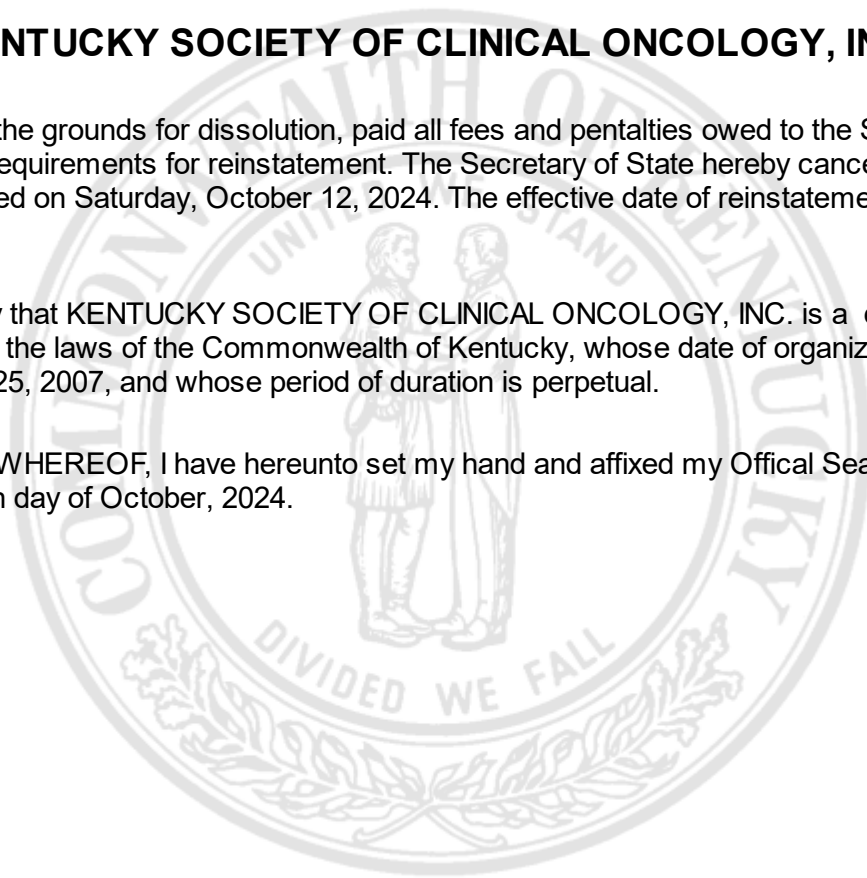 NTUCKY SOCIETY OF CLINICAL ONCOLOGY, IN
the grounds for dissolution, paid all fees and pentalties owed to the S
equirements for reinstatement. The Secretary of State hereby cance
ed on Saturday, October 12, 2024. The effective date of reinstateme
y that KENTUCKY SOCIETY OF CLINICAL ONCOLOGY, INC. is a c
the laws of the Commonwealth of Kentucky, whose date of organiz
25, 2007, and whose period of duration is perpetual.
WHEREOF, I have hereunto set my hand and affixed my Offical Sea
h day of October, 2024.
COMMONWEALTH OF KENTUCKY
UNITED WE STAND
DIVIDED WE FALL